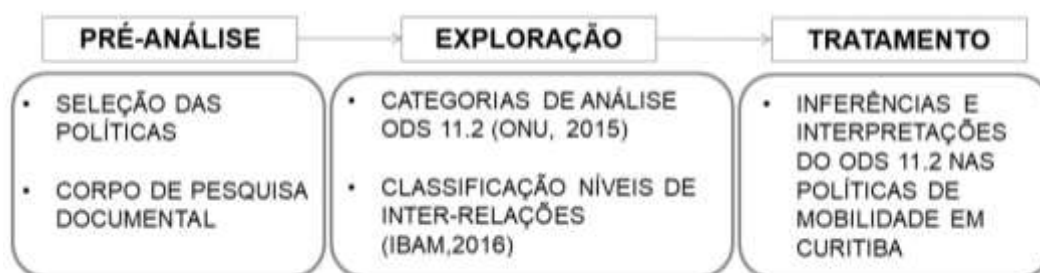 PRÉ-ANÁLISE
EXPLORAÇÃO
TRATAMENTO
• SELEÇÃO DAS
POLÍTICAS
• CORPO DE PESQUISA
DOCUMENTAL
• CATEGORIAS DE ANÁLISE
ODS 11.2 (ONU, 2015)
• CLASSIFICAÇÃO NÍVEIS DE
INTER-RELAÇÕES
(IBAM,2016)
• INFERÊNCIAS E
INTERPRETAÇÕES
DO ODS 11.2 NAS
POLÍTICAS DE
MOBILIDADE EM
CURITIBA